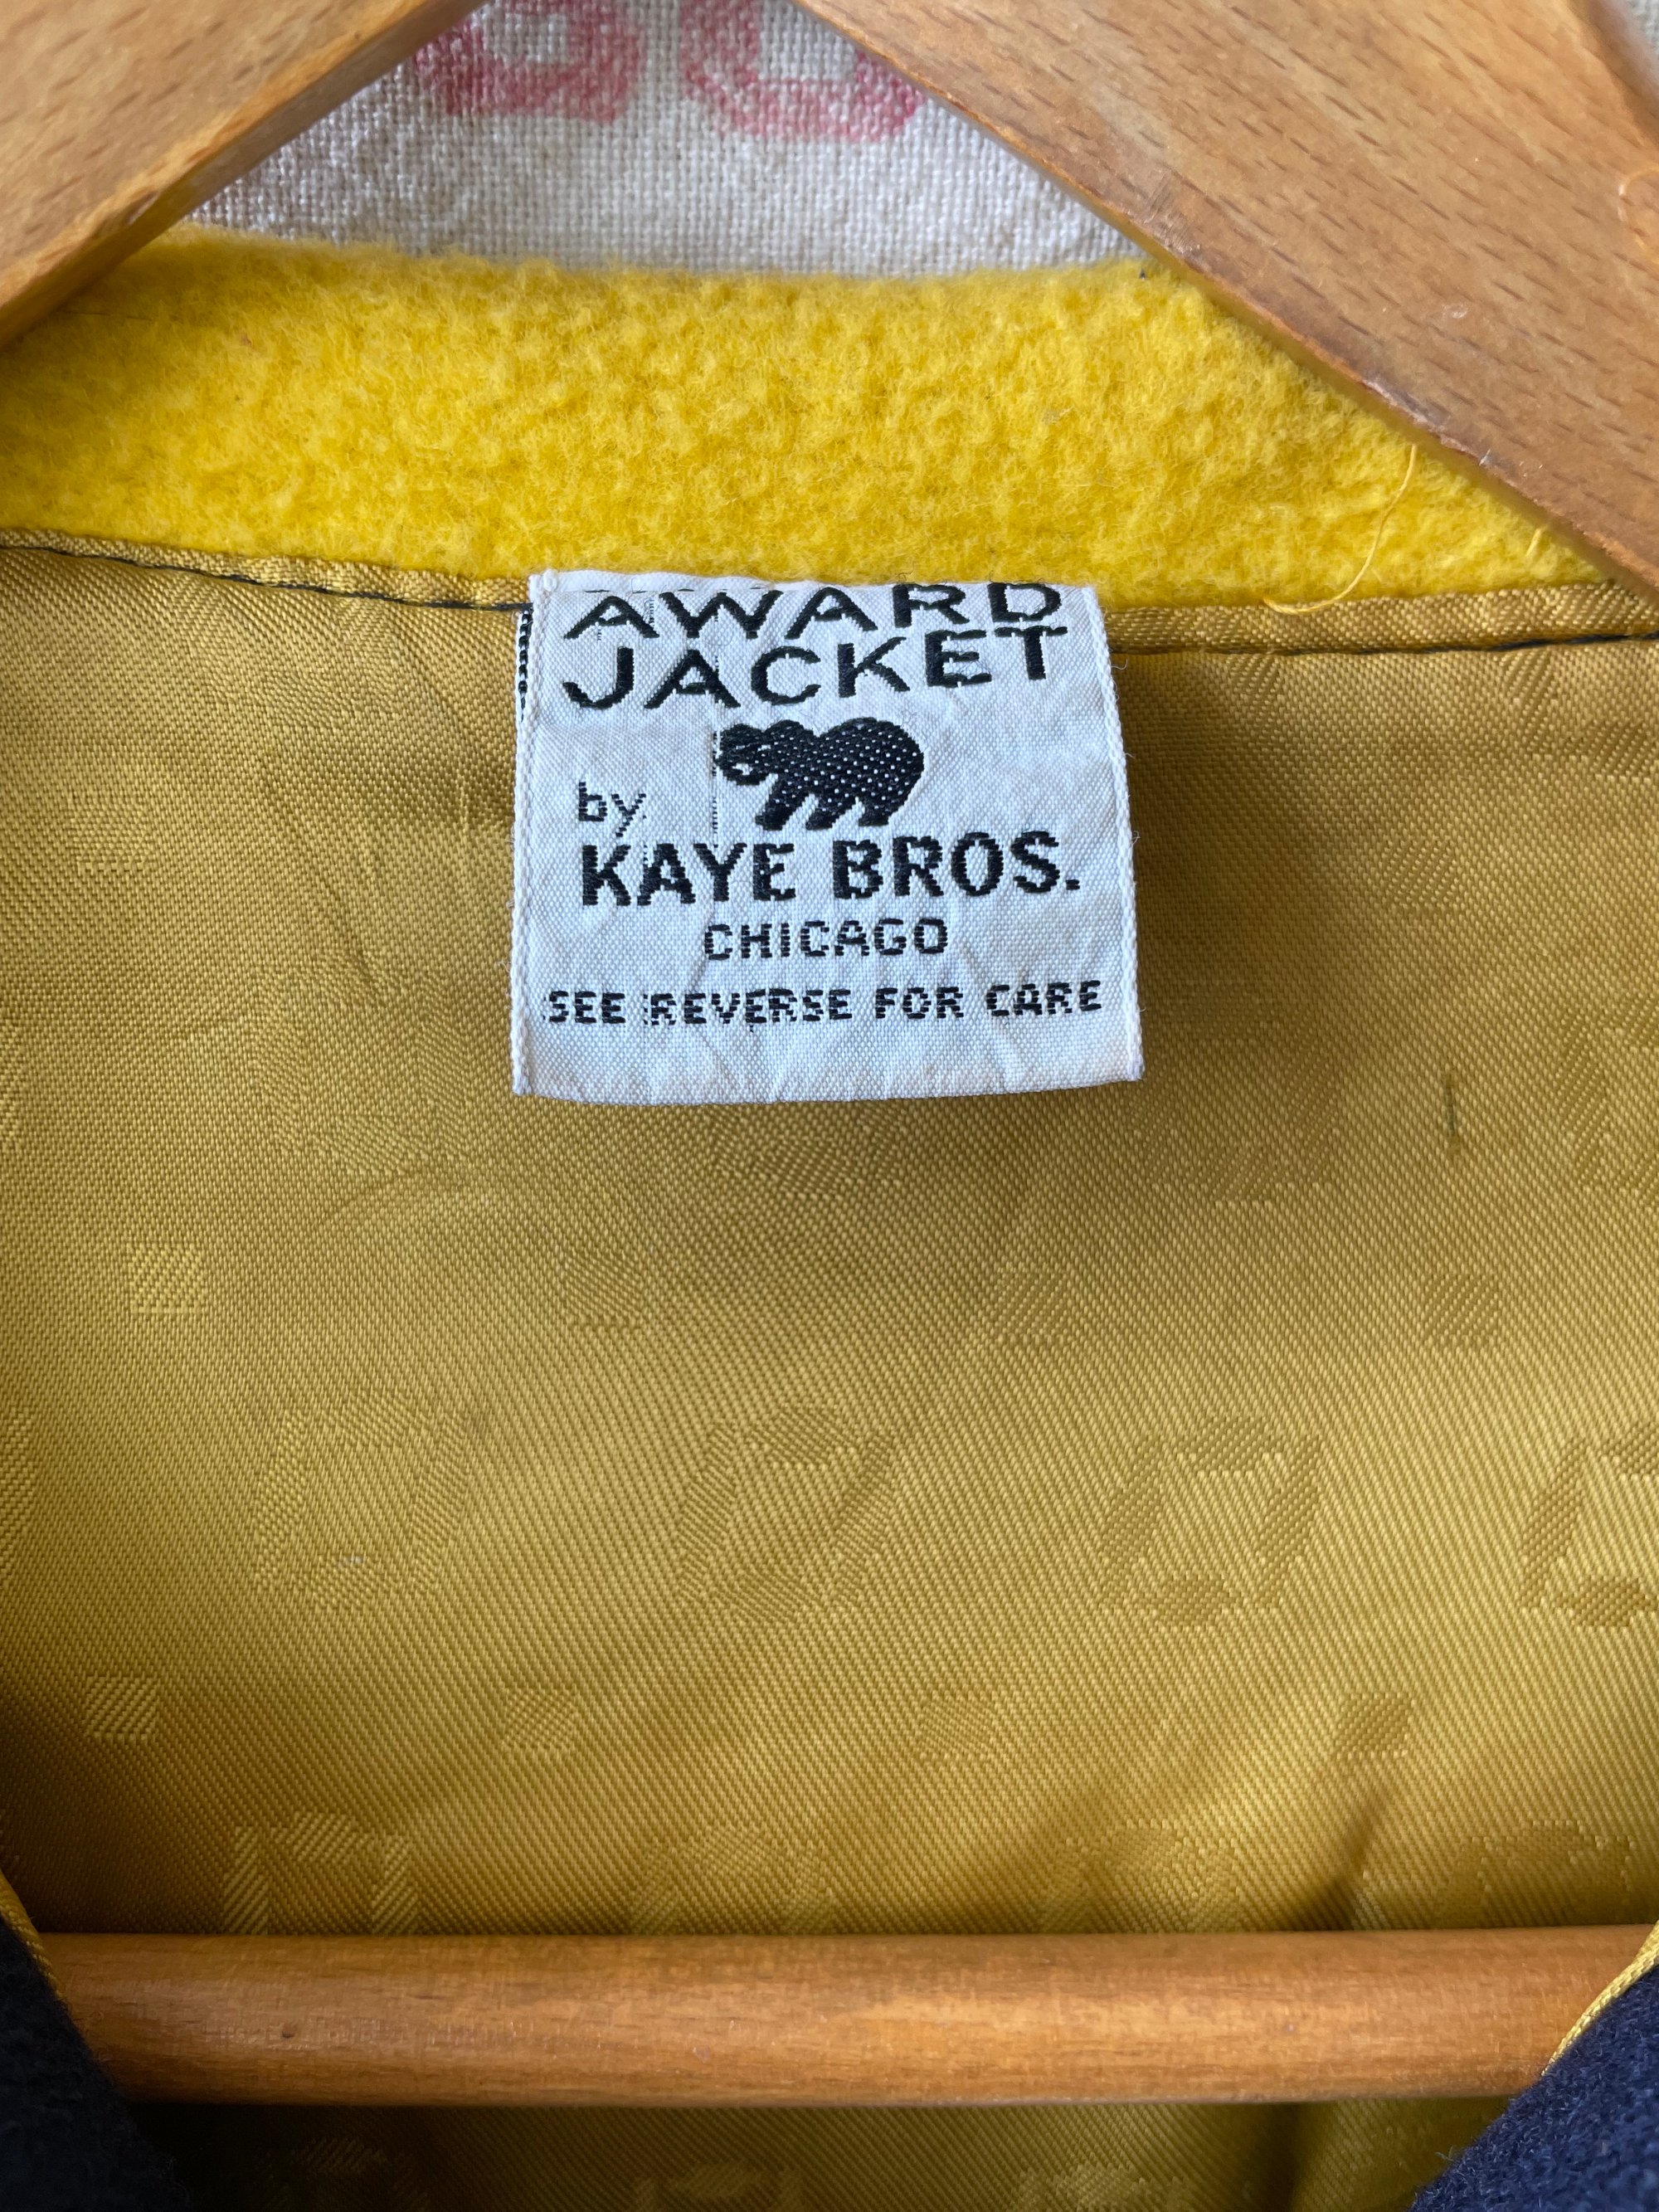 AWARD
JACKET
by
KAYE BROS.
CHICAGO
SEE REVERSE FOR CARE